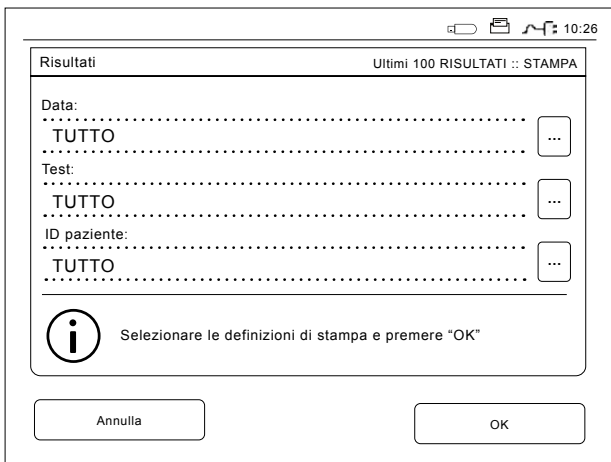 10:26
Risultati Ultimi 100 RISULTATI :: STAMPA
Data:
TUTTO ...
Test:
TUTTO ...
ID paziente:
TUTTO ...
i Selezionare le definizioni di stampa e premere “OK”
Annulla OK